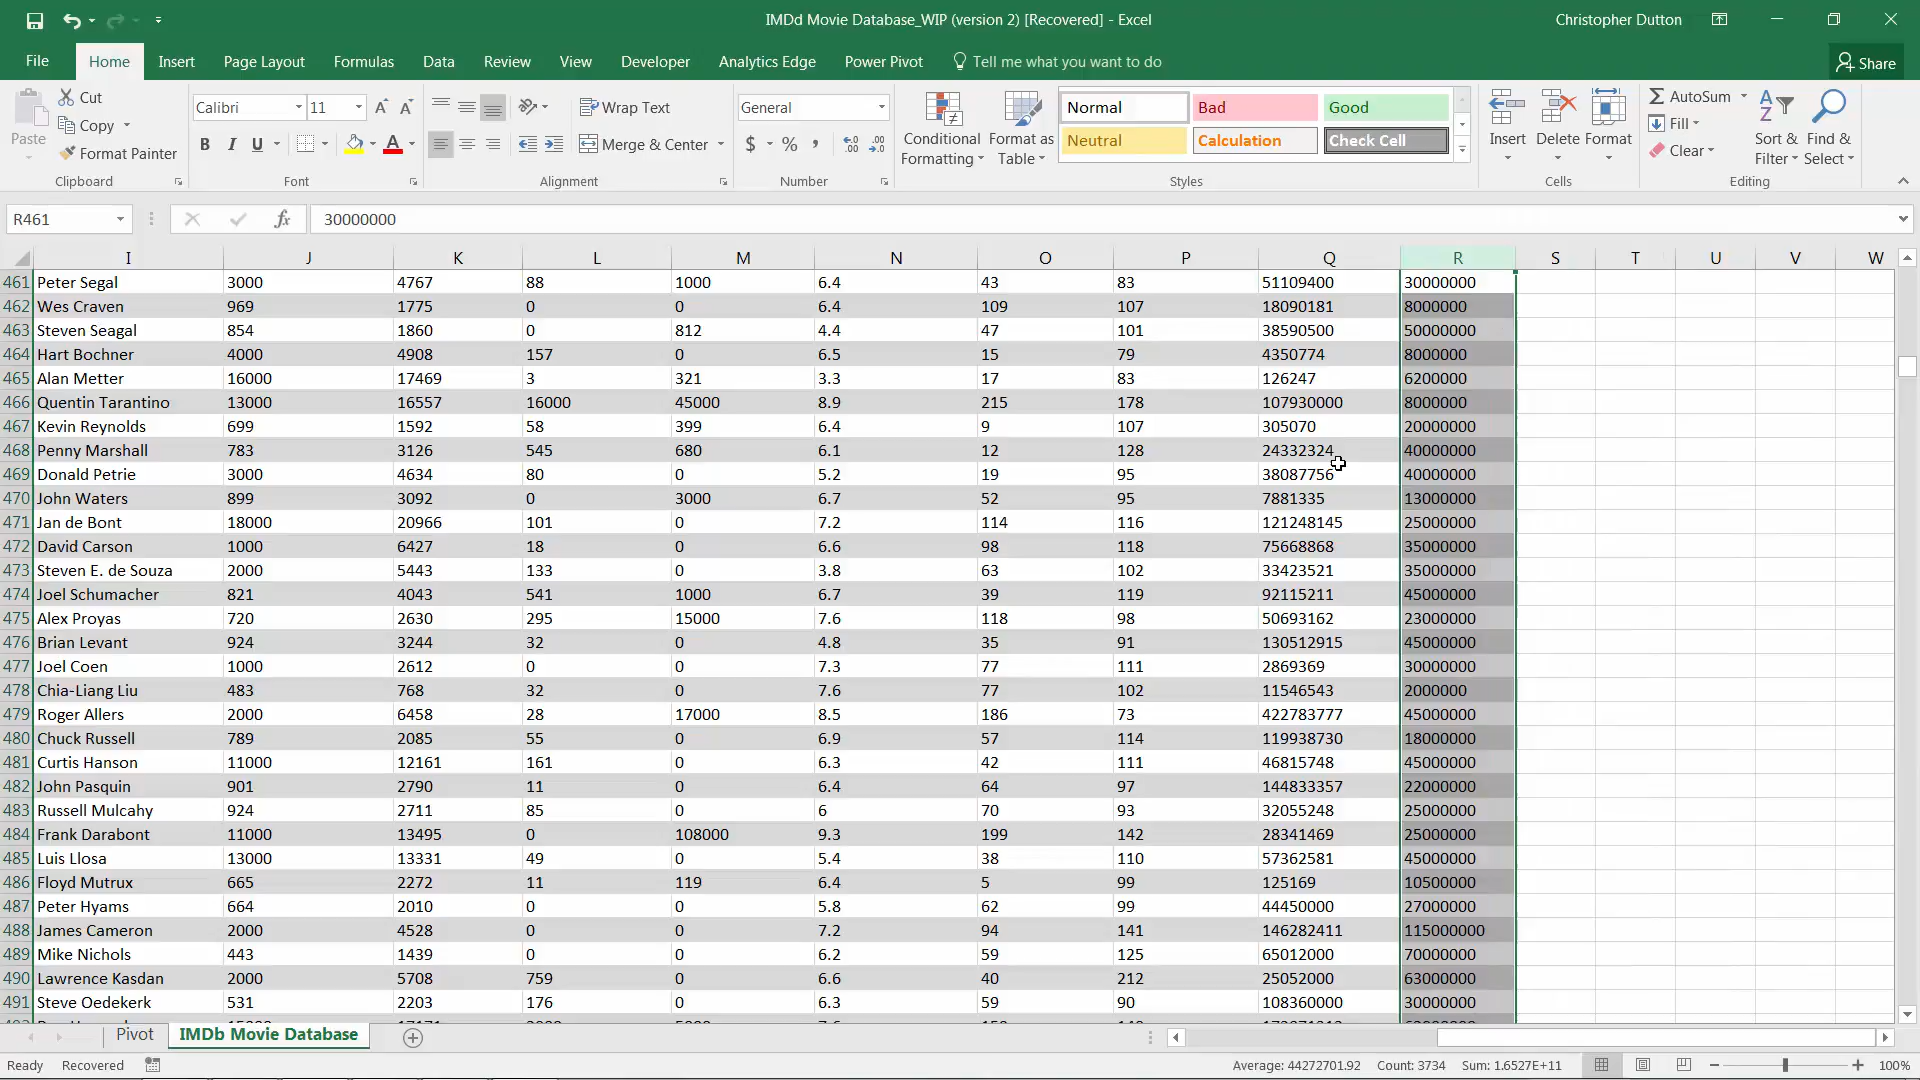 IMDd Movie Database_WIP (version 2) [Recovered] - Excel
Christopher Dutton
File Home Insert Page Layout Formulas Data Review View Developer Analytics Edge Power Pivot Tell me what you want to do Share
Paste
Cut
Copy
Format Painter
Clipboard
Calibri 11
B I U
Font
Wrap Text
Merge & Center
Alignment
General
$ % ,
Number
Conditional Formatting
Format as Table
Normal Bad Good
Neutral Calculation Check Cell
Styles
Insert Delete Format
Cells
AutoSum
Fill
Clear
Sort & Filter
Find & Select
Editing
R461 fx 30000000
I J K L M N O P Q R S T U V W
461 Peter Segal 3000 4767 88 1000 6.4 43 83 51109400 30000000
462 Wes Craven 969 1775 0 0 6.4 109 107 18090181 8000000
463 Steven Seagal 854 1860 0 812 4.4 47 101 38590500 50000000
464 Hart Bochner 4000 4908 157 0 6.5 15 79 4350774 8000000
465 Alan Metter 16000 17469 3 321 3.3 17 83 126247 6200000
466 Quentin Tarantino 13000 16557 16000 45000 8.9 215 178 107930000 8000000
467 Kevin Reynolds 699 1592 58 399 6.4 9 107 305070 20000000
468 Penny Marshall 783 3126 545 680 6.1 12 128 24332324 40000000
469 Donald Petrie 3000 4634 80 0 5.2 19 95 38087756 40000000
470 John Waters 899 3092 0 3000 6.7 52 95 7881335 13000000
471 Jan de Bont 18000 20966 101 0 7.2 114 116 121248145 25000000
472 David Carson 1000 6427 18 0 6.6 98 118 75668868 35000000
473 Steven E. de Souza 2000 5443 133 0 3.8 63 102 33423521 35000000
474 Joel Schumacher 821 4043 541 1000 6.7 39 119 92115211 45000000
475 Alex Proyas 720 2630 295 15000 7.6 118 98 50693162 23000000
476 Brian Levant 924 3244 32 0 4.8 35 91 130512915 45000000
477 Joel Coen 1000 2612 0 0 7.3 77 111 2869369 30000000
478 Chia-Liang Liu 483 768 32 0 7.6 77 102 11546543 2000000
479 Roger Allers 2000 6458 28 17000 8.5 186 73 422783777 45000000
480 Chuck Russell 789 2085 55 0 6.9 57 114 119938730 18000000
481 Curtis Hanson 11000 12161 161 0 6.3 42 111 46815748 45000000
482 John Pasquin 901 2790 11 0 6.4 64 97 144833357 22000000
483 Russell Mulcahy 924 2711 85 0 6 70 93 32055248 25000000
484 Frank Darabont 11000 13495 0 108000 9.3 199 142 28341469 25000000
485 Luis Llosa 13000 13331 49 0 5.4 38 110 57362581 45000000
486 Floyd Mutrux 665 2272 11 119 6.4 5 99 125169 10500000
487 Peter Hyams 664 2010 0 0 5.8 62 99 44450000 27000000
488 James Cameron 2000 4528 0 0 7.2 94 141 146282411 115000000
489 Mike Nichols 443 1439 0 0 6.2 59 125 65012000 70000000
490 Lawrence Kasdan 2000 5708 759 0 6.6 40 212 25052000 63000000
491 Steve Oedekerk 531 2203 176 0 6.3 59 90 108360000 30000000
Pivot IMDb Movie Database
Ready Recovered Average: 44272701.92 Count: 3734 Sum: 1.6527E+11 100%